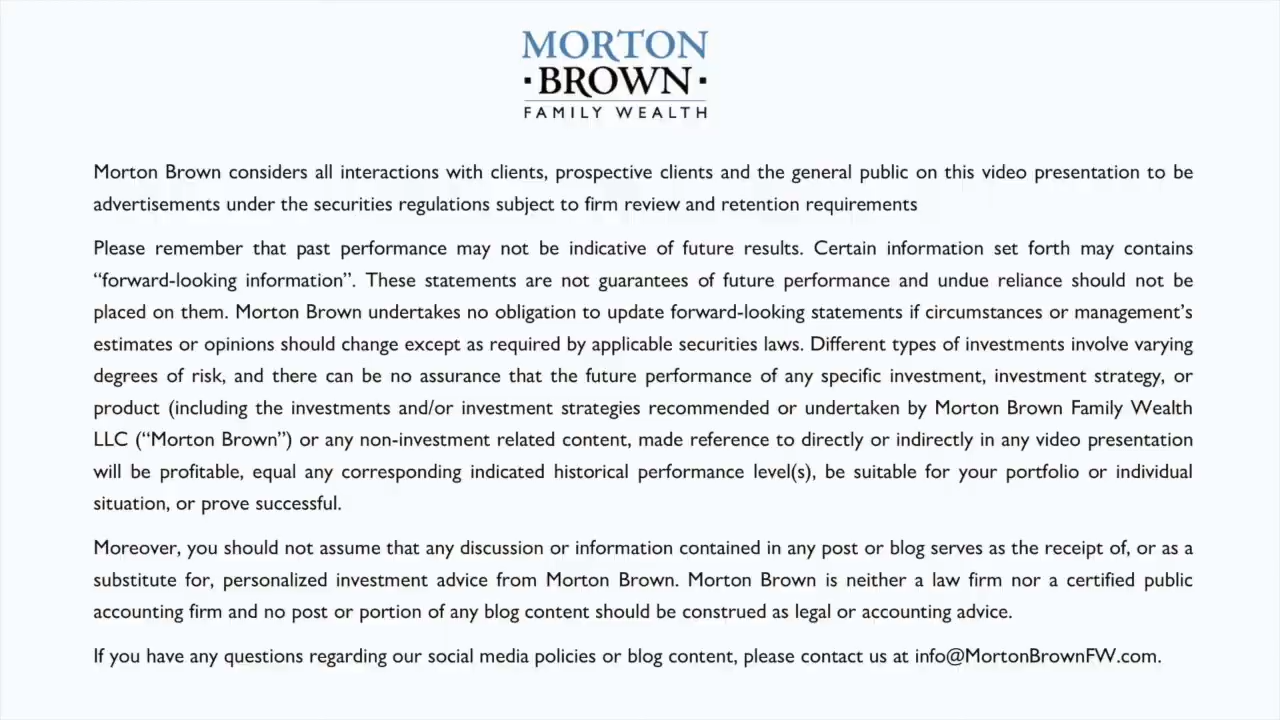 MORTON
·BROWN·
FAMILY WEALTH
Morton Brown considers all interactions with clients, prospective clients and the general public on this video presentation to be
advertisements under the securities regulations subject to firm review and retention requirements
Please remember that past performance may not be indicative of future results. Certain information set forth may contains
“forward-looking information”. These statements are not guarantees of future performance and undue reliance should not be
placed on them. Morton Brown undertakes no obligation to update forward-looking statements if circumstances or management’s
estimates or opinions should change except as required by applicable securities laws. Different types of investments involve varying
degrees of risk, and there can be no assurance that the future performance of any specific investment, investment strategy, or
product (including the investments and/or investment strategies recommended or undertaken by Morton Brown Family Wealth
LLC (“Morton Brown”) or any non-investment related content, made reference to directly or indirectly in any video presentation
will be profitable, equal any corresponding indicated historical performance level(s), be suitable for your portfolio or individual
situation, or prove successful.
Moreover, you should not assume that any discussion or information contained in any post or blog serves as the receipt of, or as a
substitute for, personalized investment advice from Morton Brown. Morton Brown is neither a law firm nor a certified public
accounting firm and no post or portion of any blog content should be construed as legal or accounting advice.
If you have any questions regarding our social media policies or blog content, please contact us at info@MortonBrownFW.com.